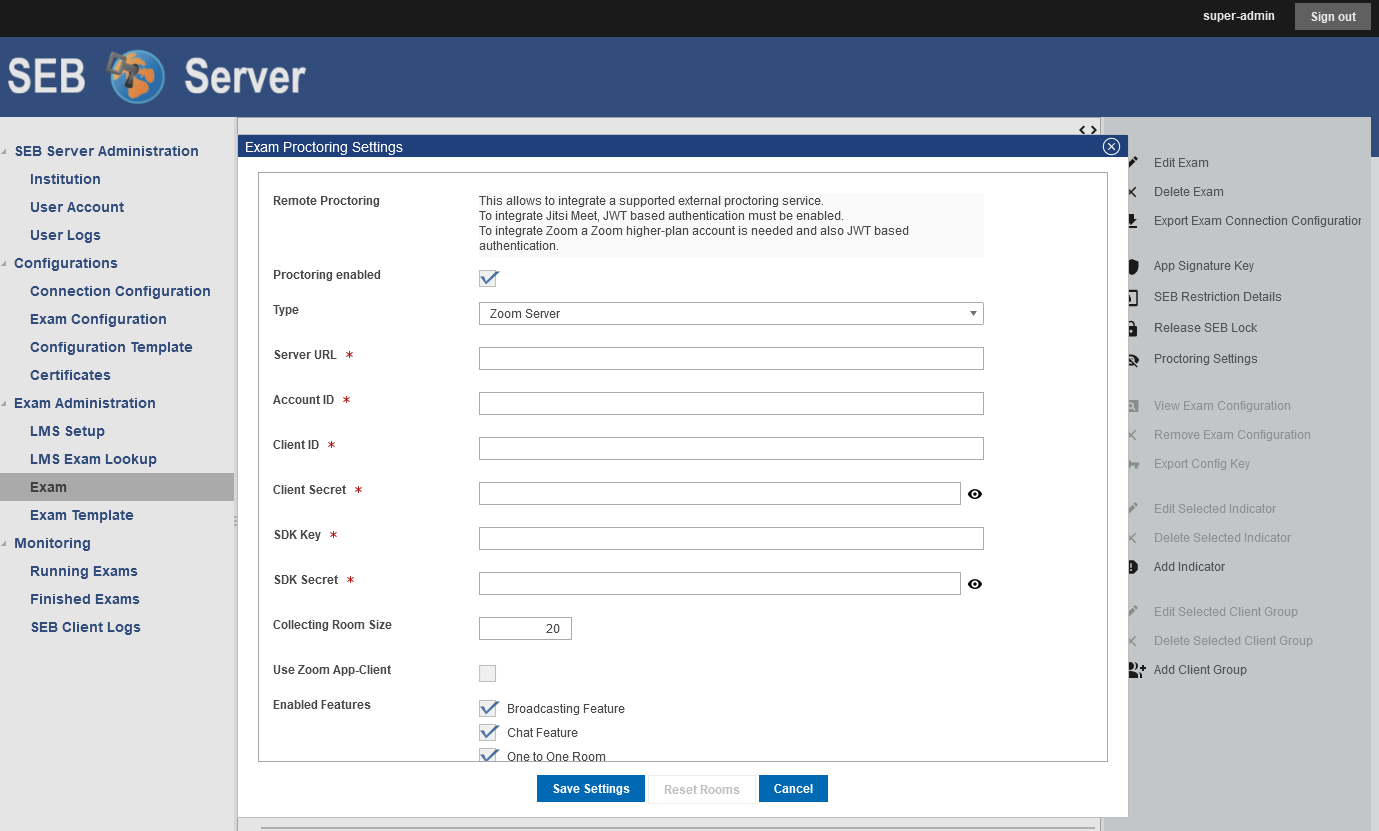 super-admin
Sign out
SEB Server
SEB Server Administration
Institution
User Account
User Logs
Configurations
Connection Configuration
Exam Configuration
Configuration Template
Certificates
Exam Administration
LMS Setup
LMS Exam Lookup
Exam
Exam Template
Monitoring
Running Exams
Finished Exams
SEB Client Logs
Exam Proctoring Settings
Remote Proctoring
This allows to integrate a supported external proctoring service.
To integrate Jitsi Meet, JWT based authentication must be enabled.
To integrate Zoom a Zoom higher-plan account is needed and also JWT based
authentication.
Proctoring enabled
Type
Zoom Server
Server URL *
Account ID *
Client ID *
Client Secret *
SDK Key *
SDK Secret *
Collecting Room Size
20
Use Zoom App-Client
Enabled Features
Broadcasting Feature
Chat Feature
One to One Room
Save Settings
Reset Rooms
Cancel
Edit Exam
Delete Exam
Export Exam Connection Configuration
App Signature Key
SEB Restriction Details
Release SEB Lock
Proctoring Settings
View Exam Configuration
Remove Exam Configuration
Export Config Key
Edit Selected Indicator
Delete Selected Indicator
Add Indicator
Edit Selected Client Group
Delete Selected Client Group
Add Client Group